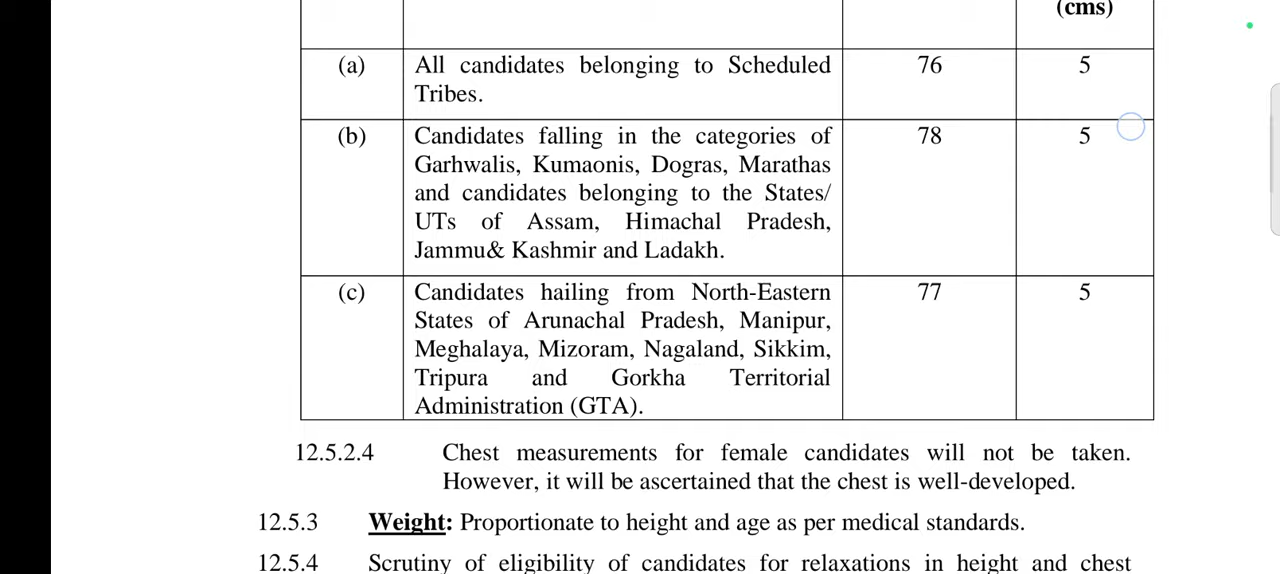 (cms)
(a) All candidates belonging to Scheduled 76 5
Tribes.
(b) Candidates falling in the categories of 78 5
Garhwalis, Kumaonis, Dogras, Marathas
and candidates belonging to the States/
UTs of Assam, Himachal Pradesh,
Jammu& Kashmir and Ladakh.
(c) Candidates hailing from North-Eastern 77 5
States of Arunachal Pradesh, Manipur,
Meghalaya, Mizoram, Nagaland, Sikkim,
Tripura and Gorkha Territorial
Administration (GTA).
12.5.2.4 Chest measurements for female candidates will not be taken.
However, it will be ascertained that the chest is well-developed.
12.5.3 Weight: Proportionate to height and age as per medical standards.
12.5.4 Scrutiny of eligibility of candidates for relaxations in height and chest